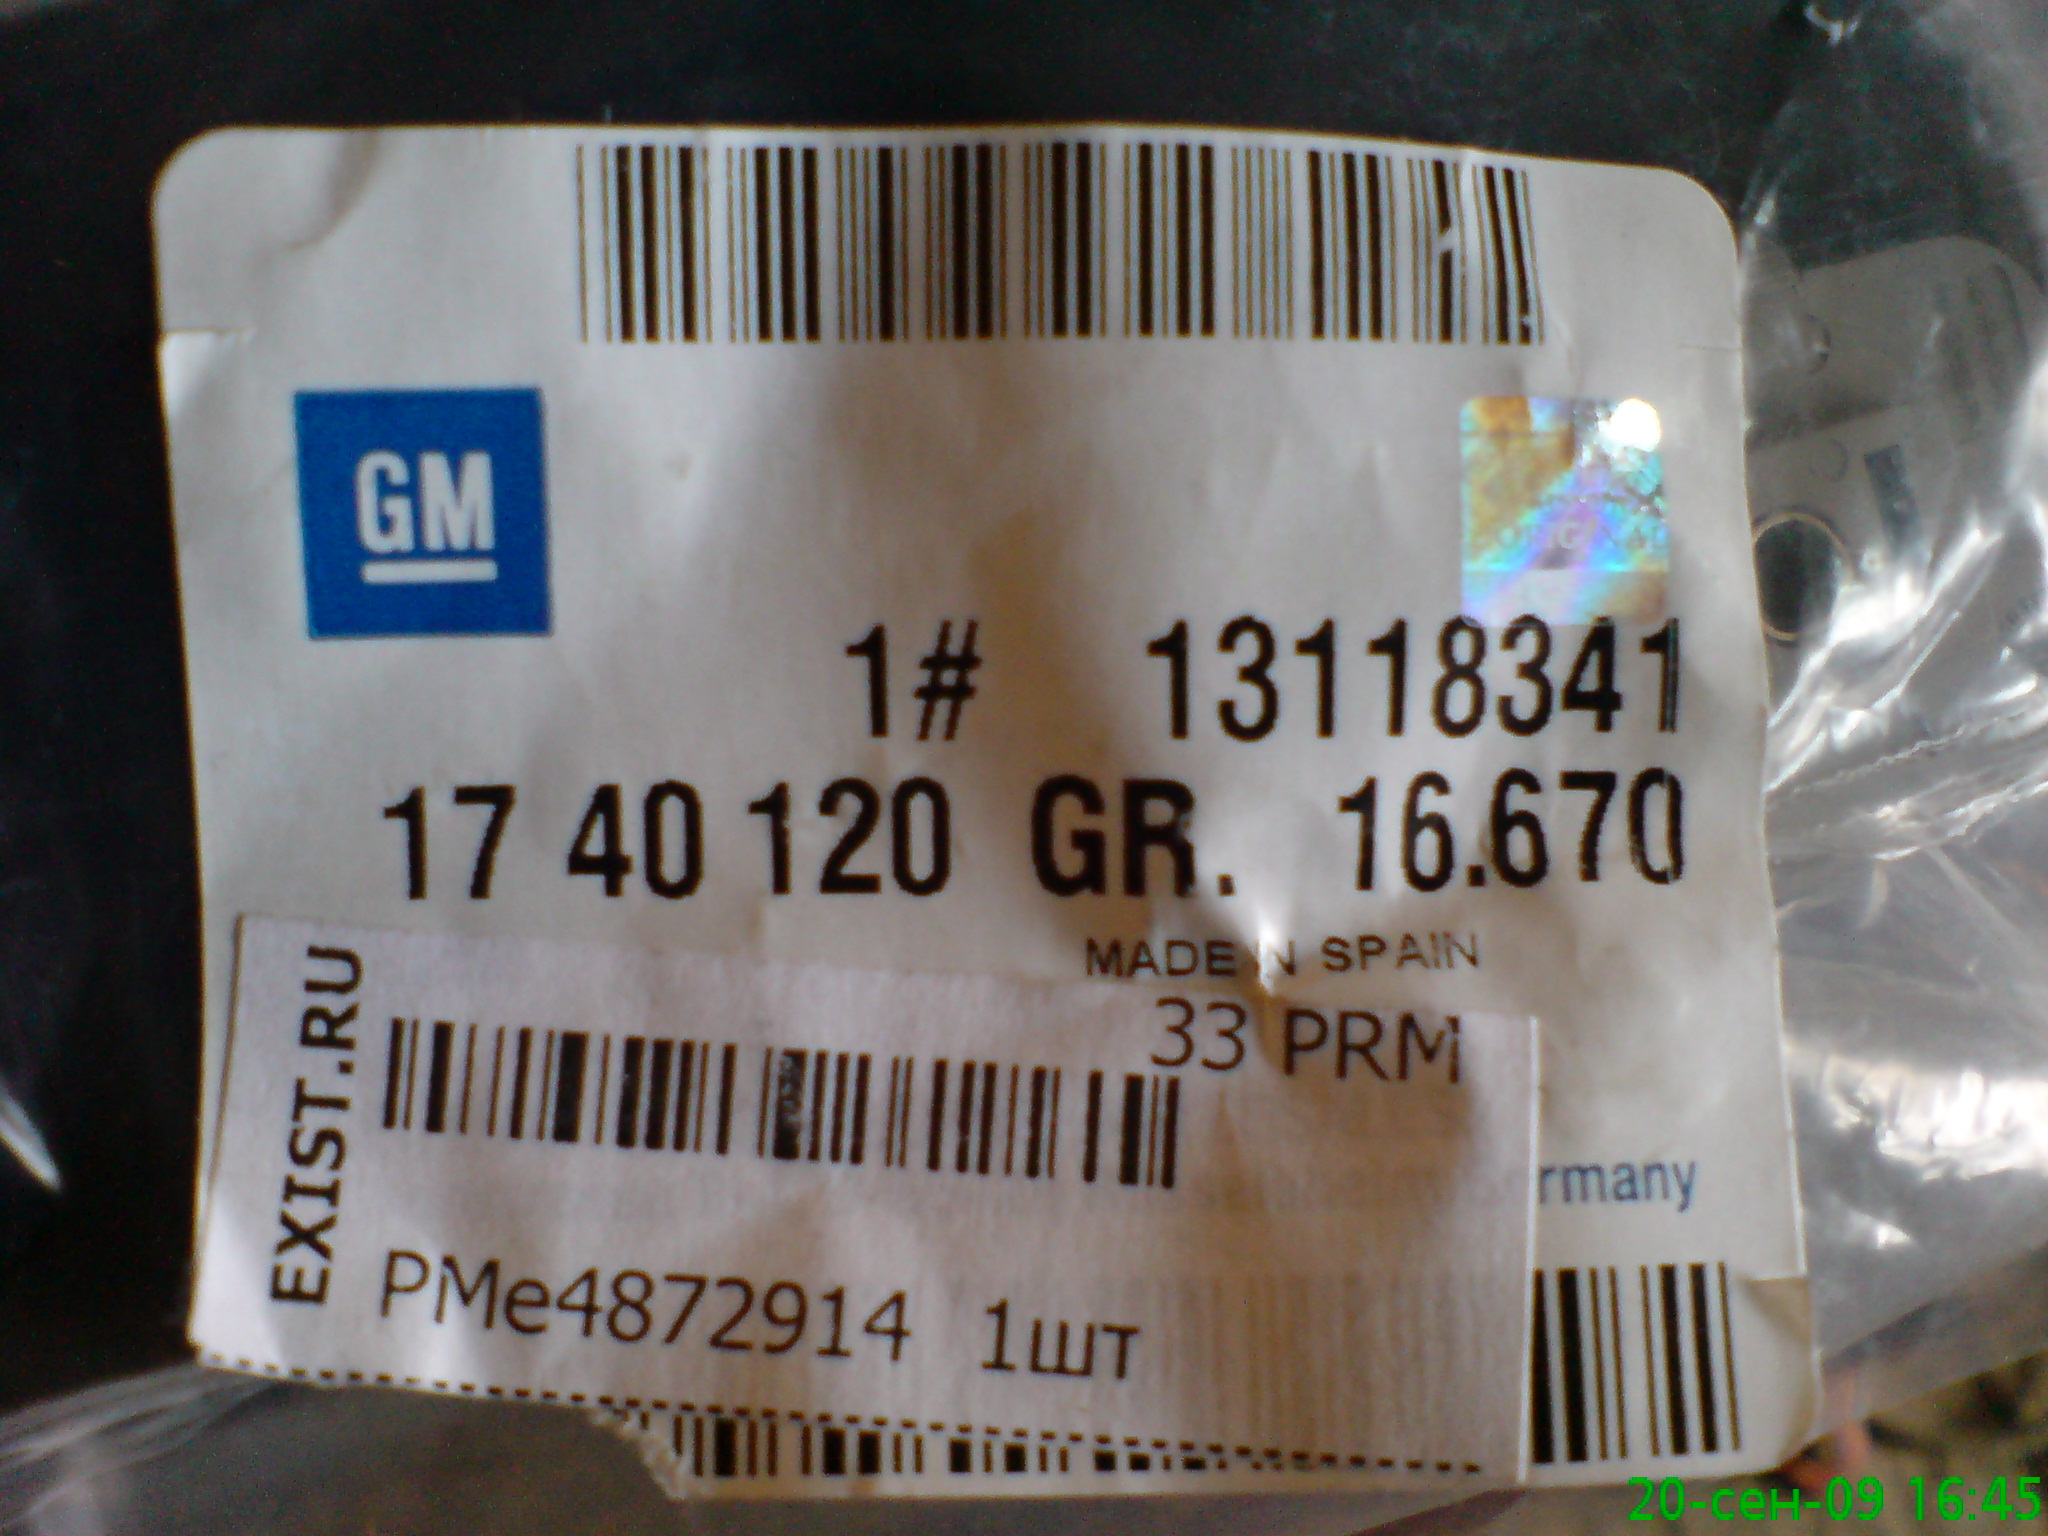 GM
1# 13118341
17 40 120 GR. 16.670
MADE IN SPAIN
33 PRM
EXIST.RU
rmany
PMe4872914 1шт
20-сен-09 16:45